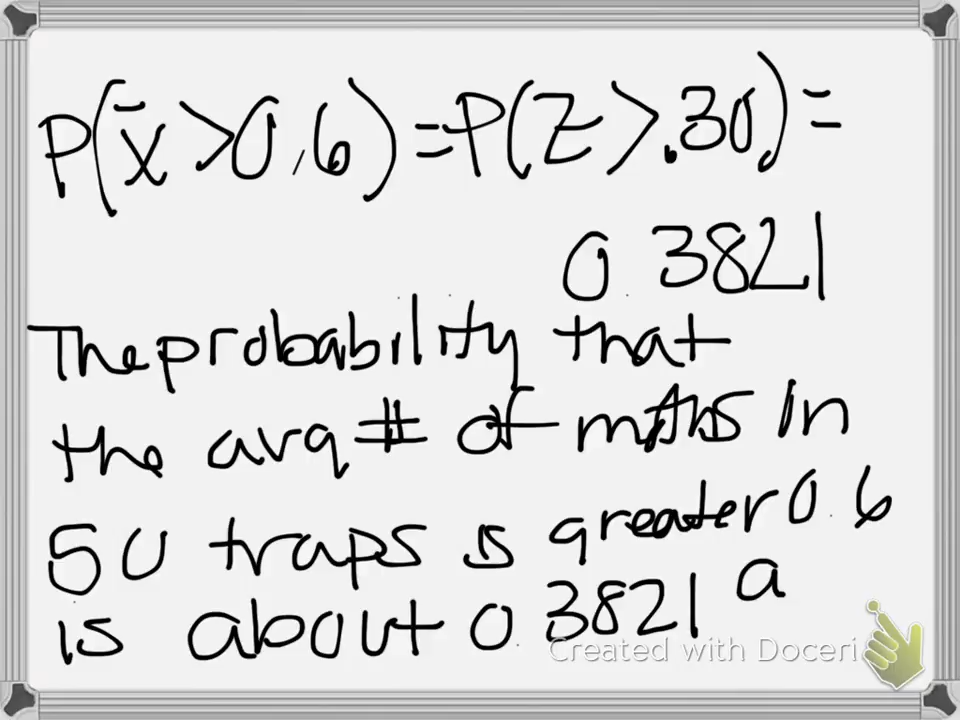 P(x̄ > 0.6) = P(Z > .30) =
0.3821
The probability that
the avg # of moths in
50 traps is greater 0.6
is about 0.3821 a
Created with Doceri